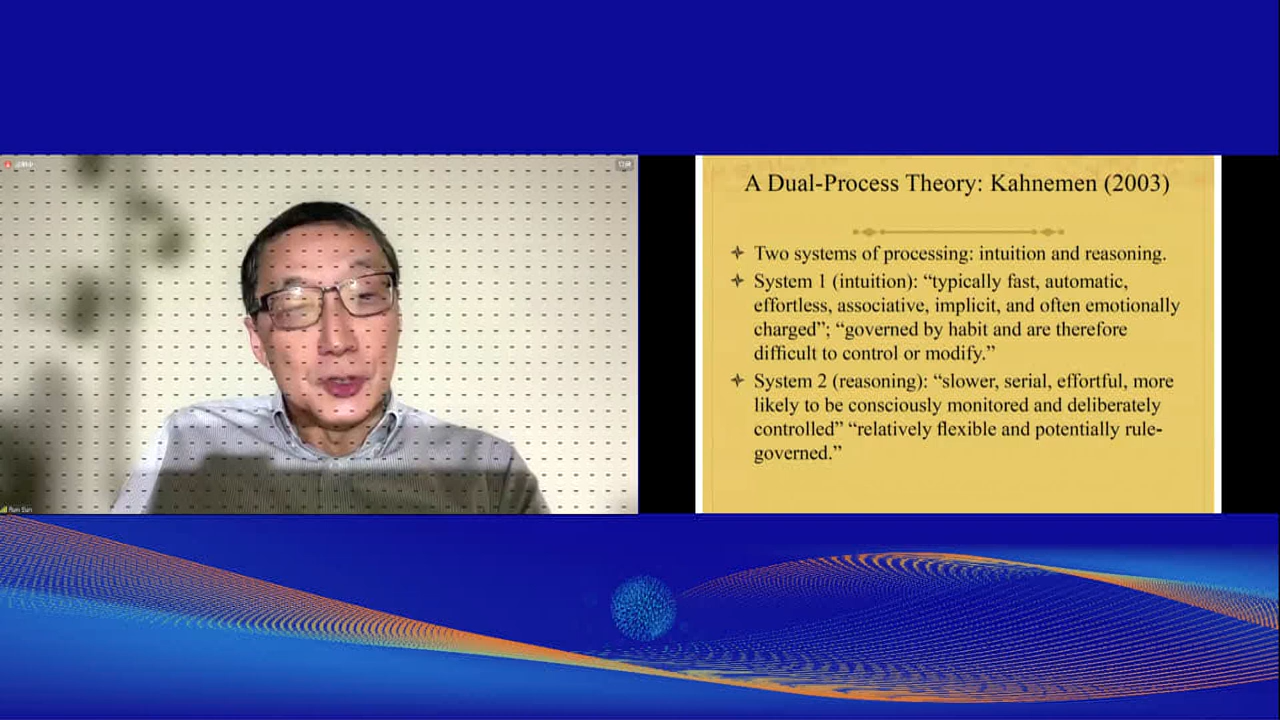 A Dual-Process Theory: Kahnemen (2003)
Two systems of processing: intuition and reasoning.
System 1 (intuition): “typically fast, automatic,
effortless, associative, implicit, and often emotionally
charged”; “governed by habit and are therefore
difficult to control or modify.”
System 2 (reasoning): “slower, serial, effortful, more
likely to be consciously monitored and deliberately
controlled” “relatively flexible and potentially rule-
governed.”
Ron Sun